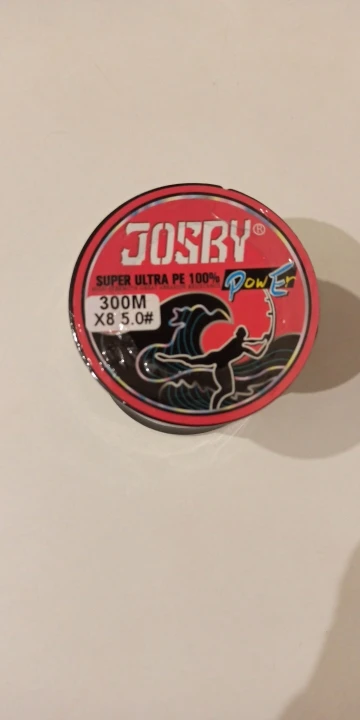 JOSBY®
SUPER ULTRA PE 100% PowEr
300M
X8 5.0#